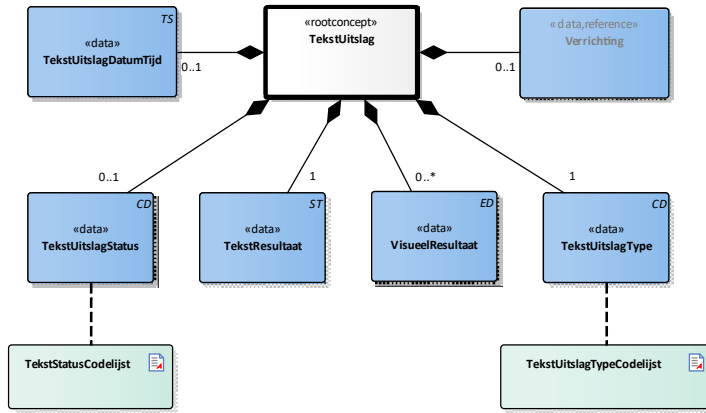 TS
«data»
TekstUitslagDatumTijd
0..1
«rootconcept»
TekstUitslag
«data,reference»
Verrichting
0..1
0..1
1
0..*
1
CD
«data»
TekstUitslagStatus
ST
«data»
TekstResultaat
ED
«data»
VisueelResultaat
CD
«data»
TekstUitslagType
TekstStatusCodelijst
TekstUitslagTypeCodelijst